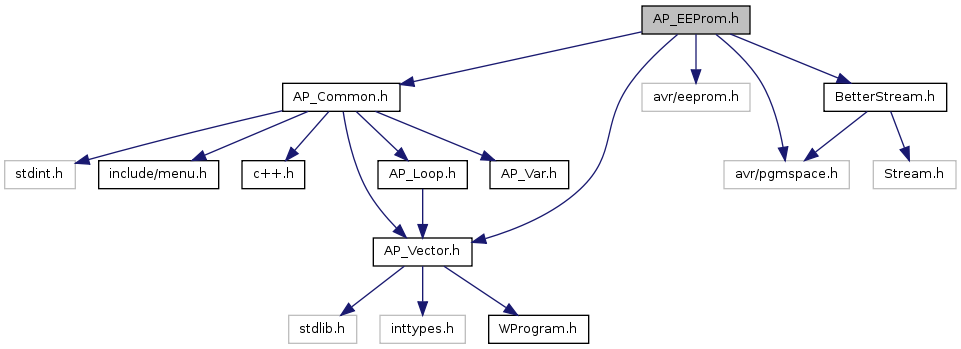 AP_EEProm.h
AP_Common.h
avr/eeprom.h
BetterStream.h
stdint.h
include/menu.h
c++.h
AP_Loop.h
AP_Var.h
avr/pgmspace.h
Stream.h
AP_Vector.h
stdlib.h
inttypes.h
WProgram.h